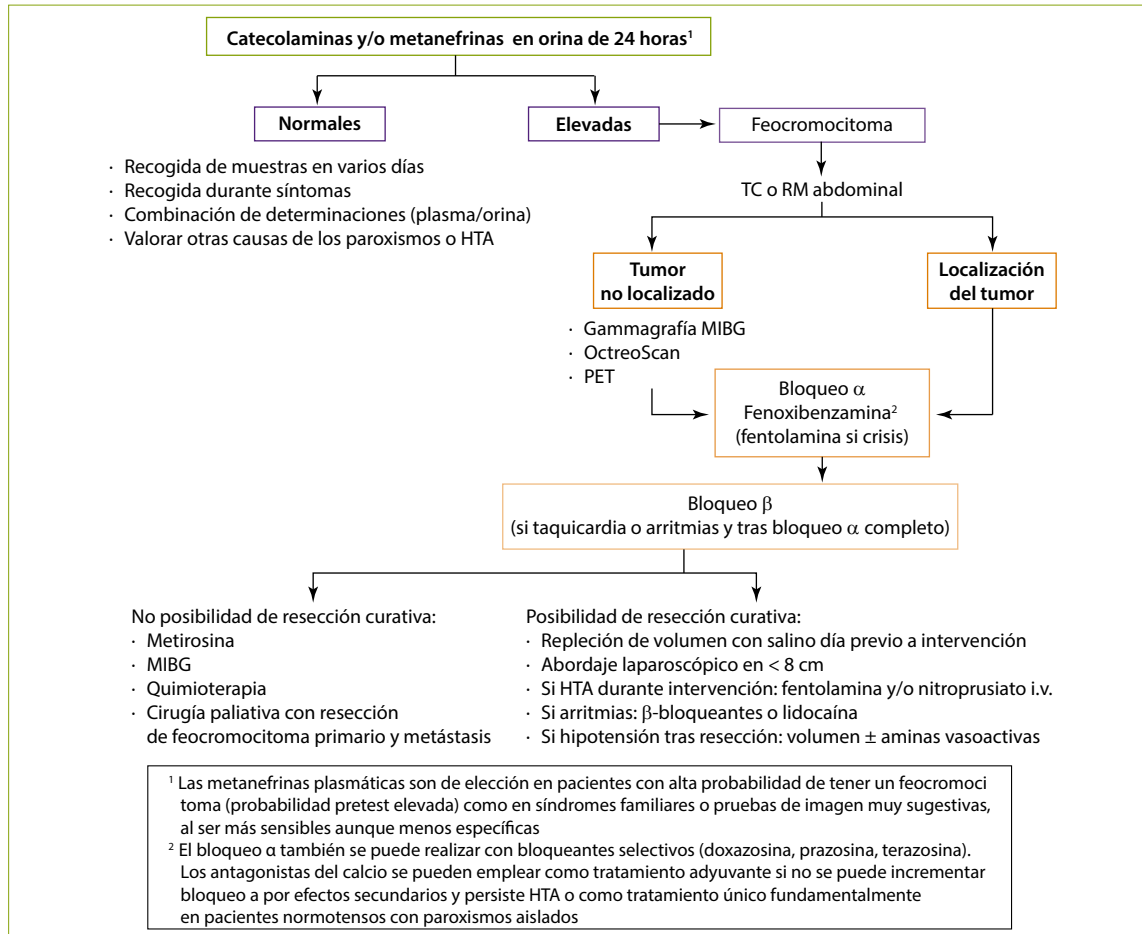 Catecolaminas y/o metanefrinas en orina de 24 horas¹
Normales
Elevadas
Feocromocitoma
· Recogida de muestras en varios días
· Recogida durante síntomas
· Combinación de determinaciones (plasma/orina)
· Valorar otras causas de los paroxismos o HTA
TC o RM abdominal
Tumor
no localizado
Localización
del tumor
· Gammagrafía MIBG
· OctreoScan
· PET
Bloqueo α
Fenoxibenzamina²
(fentolamina si crisis)
Bloqueo β
(si taquicardia o arritmias y tras bloqueo α completo)
No posibilidad de resección curativa:
· Metirosina
· MIBG
· Quimioterapia
· Cirugía paliativa con resección
de feocromocitoma primario y metástasis
Posibilidad de resección curativa:
· Repleción de volumen con salino día previo a intervención
· Abordaje laparoscópico en < 8 cm
· Si HTA durante intervención: fentolamina y/o nitroprusiato i.v.
· Si arritmias: β-bloqueantes o lidocaína
· Si hipotensión tras resección: volumen ± aminas vasoactivas
¹ Las metanefrinas plasmáticas son de elección en pacientes con alta probabilidad de tener un feocromoci
toma (probabilidad pretest elevada) como en síndromes familiares o pruebas de imagen muy sugestivas,
al ser más sensibles aunque menos específicas
² El bloqueo α también se puede realizar con bloqueantes selectivos (doxazosina, prazosina, terazosina).
Los antagonistas del calcio se pueden emplear como tratamiento adyuvante si no se puede incrementar
bloqueo a por efectos secundarios y persiste HTA o como tratamiento único fundamentalmente
en pacientes normotensos con paroxismos aislados